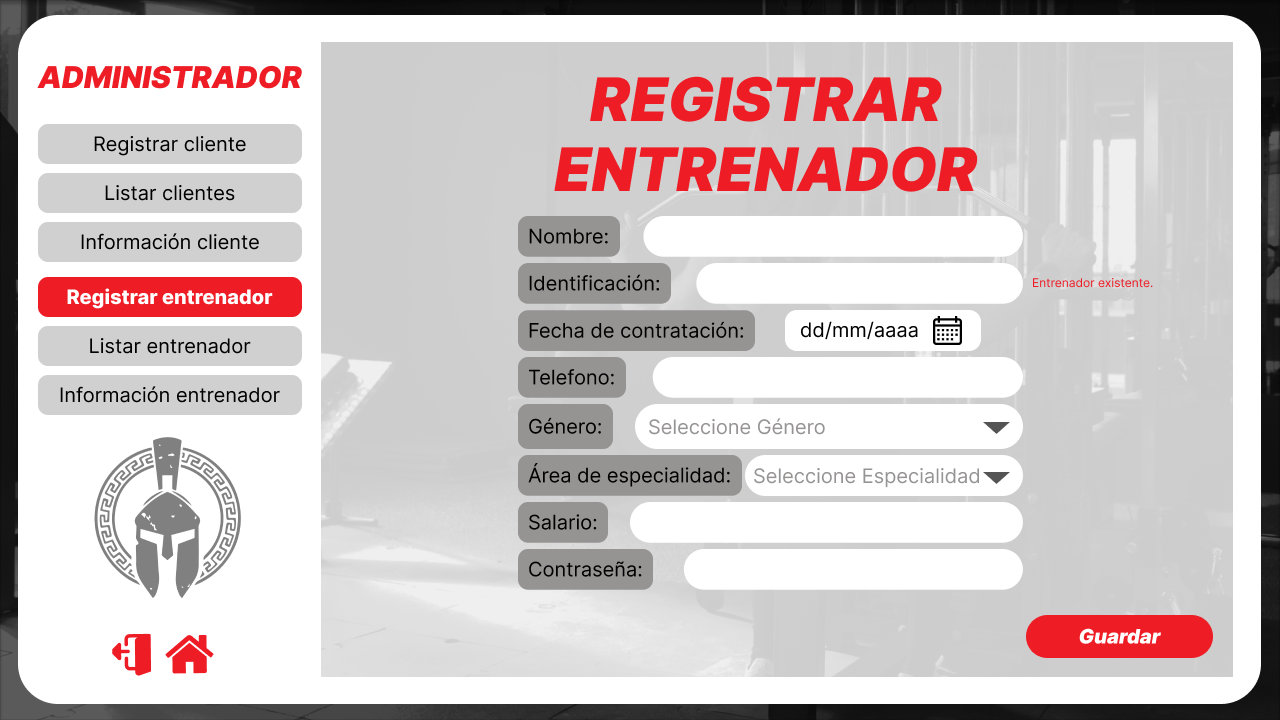 ADMINISTRADOR
Registrar cliente
Listar clientes
Información cliente
Registrar entrenador
Listar entrenador
Información entrenador
REGISTRAR
ENTRENADOR
Nombre:
Identificación:
Entrenador existente.
Fecha de contratación:
dd/mm/aaaa
Telefono:
Género:
Seleccione Género
Área de especialidad:
Seleccione Especialidad
Salario:
Contraseña:
Guardar